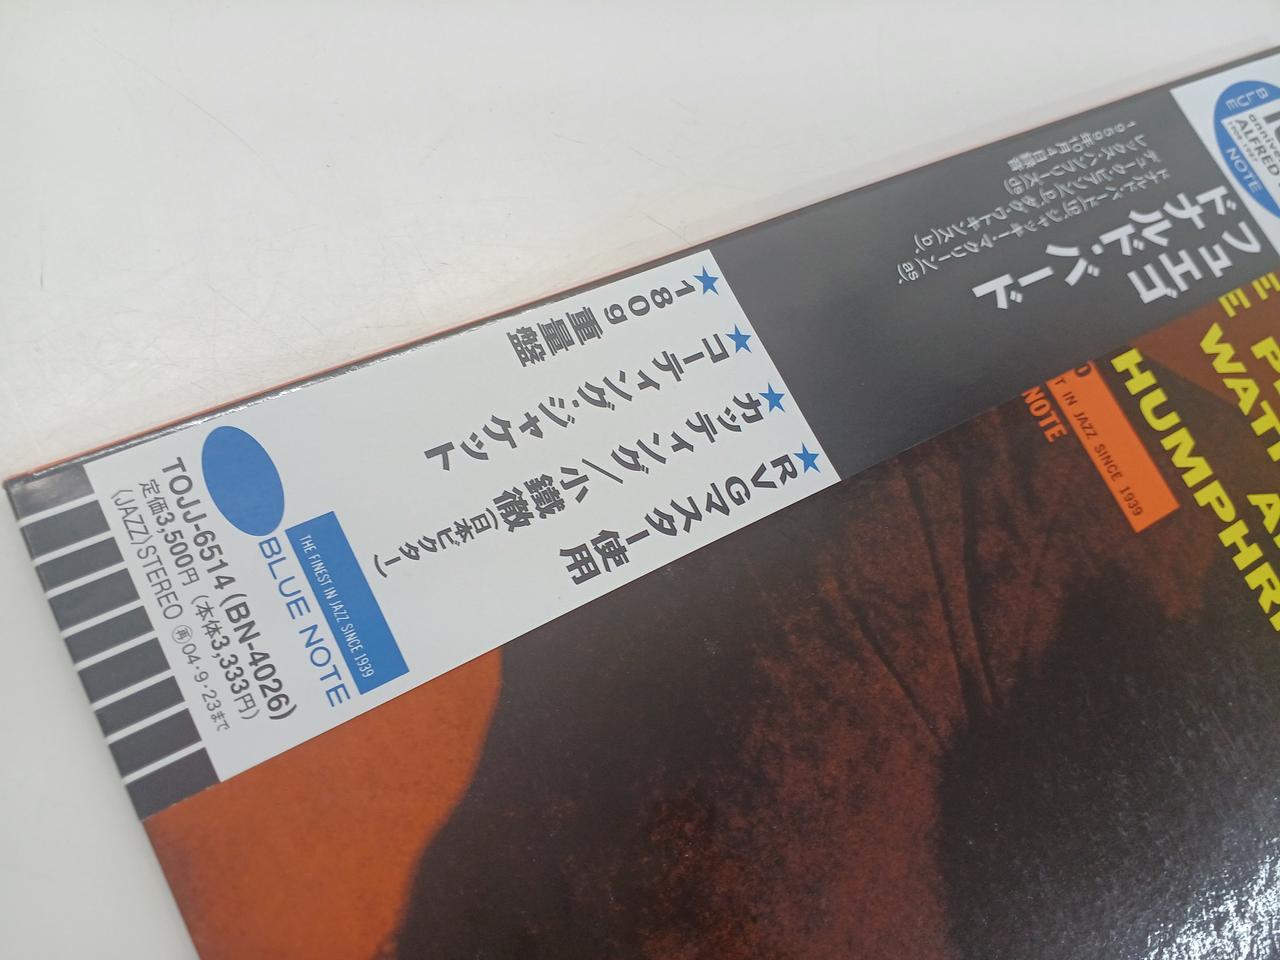 BLUE
NOTE
anniver
ALFRED
フュエゴ
ドナルド・バード
ドナルド・バード(tp)、ジャッキー・マクリーン(as)、
デューク・ピアソン(p)、ダグ・ワトキンス(b)、
レックス・ハンフリーズ(ds)
1959年10月4日録音
★RVGマスター使用
★カッティング/小鐵 徹(日本ビクター)
★コーティング・ジャケット
★180g重量盤
THE FINEST IN JAZZ SINCE 1939
BLUE NOTE
TOJJ-6514 (BN-4026)
定価3,500円 (本体3,333円)
〈JAZZ〉STEREO 再04・9・23まで
E P
E WAT
HUMPHR
T IN JAZZ SINCE 1939
NOTE